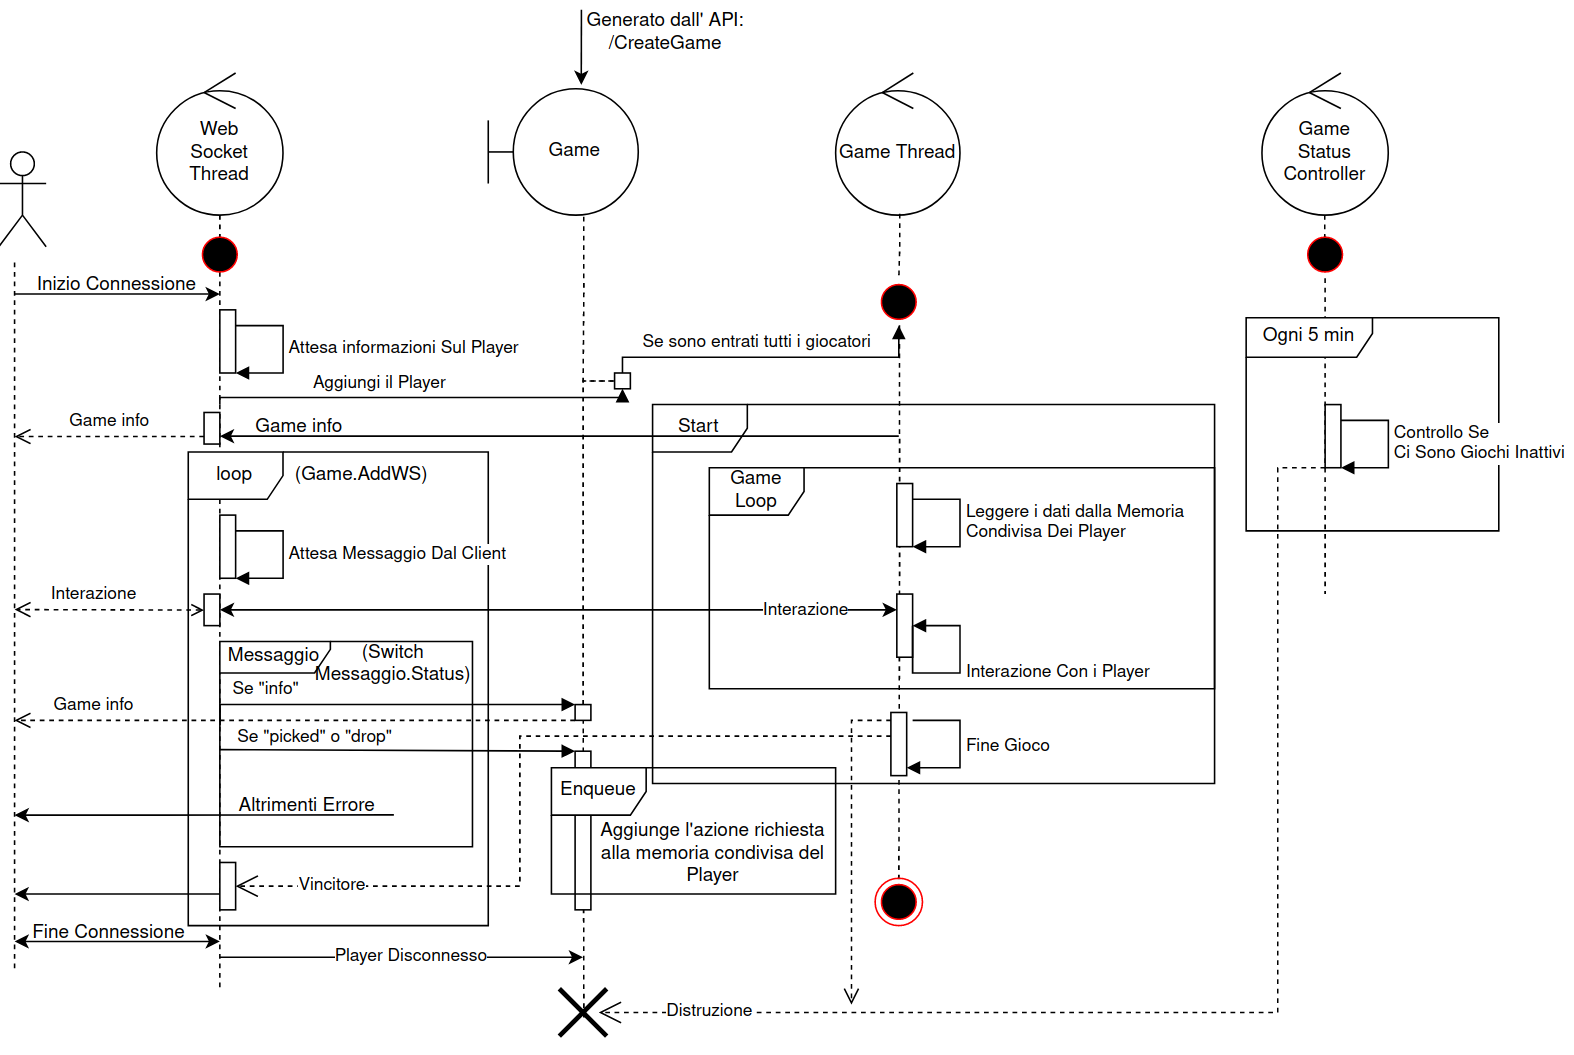 Generato dall' API:
/CreateGame
Web
Socket
Thread
Game
Game Thread
Game
Status
Controller
Inizio Connessione
Attesa informazioni Sul Player
Se sono entrati tutti i giocatori
Ogni 5 min
Aggiungi il Player
Game info
Game info
Start
Controllo Se
Ci Sono Giochi Inattivi
loop
(Game.AddWS)
Game
Loop
Leggere i dati dalla Memoria
Condivisa Dei Player
Attesa Messaggio Dal Client
Interazione
Interazione
Messaggio
(Switch
Messaggio.Status)
Interazione Con i Player
Se "info"
Game info
Se "picked" o "drop"
Fine Gioco
Enqueue
Altrimenti Errore
Aggiunge l'azione richiesta
alla memoria condivisa del
Player
Vincitore
Fine Connessione
Player Disconnesso
Distruzione